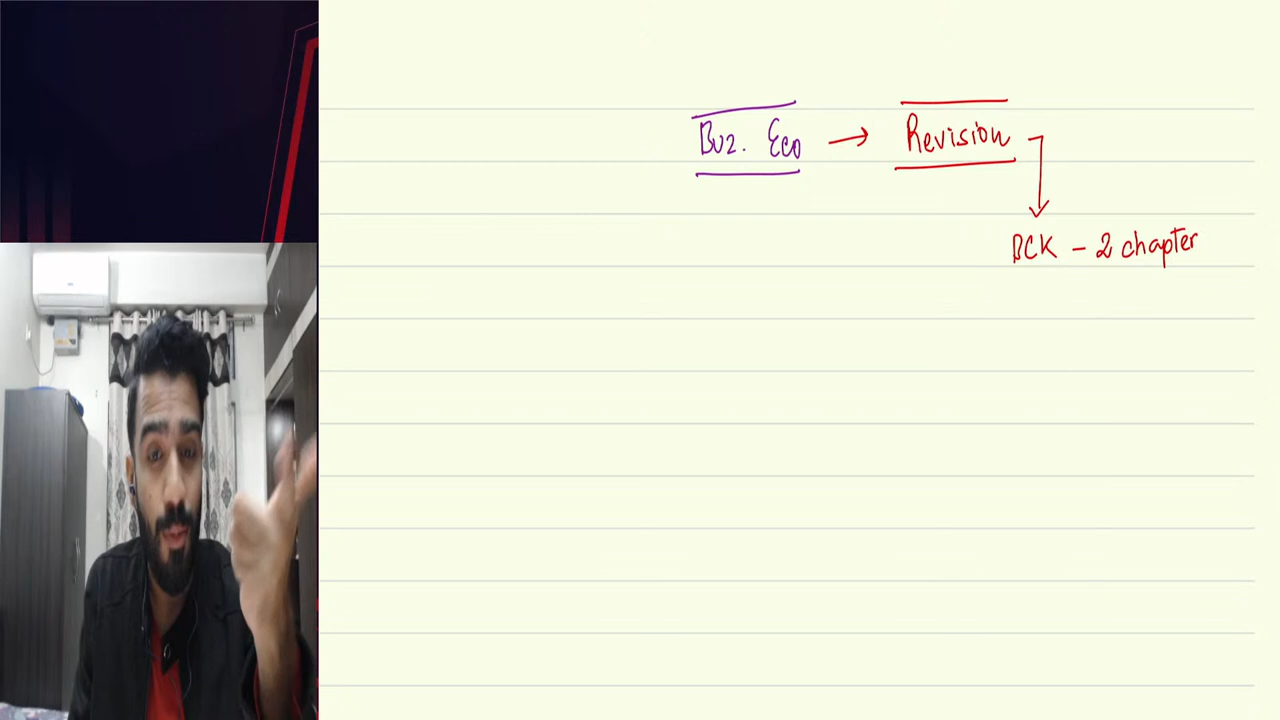 Buz. Eco → Revision
BCK - 2 chapter